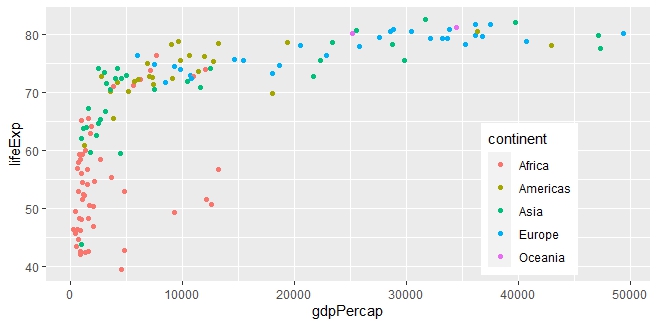 80
70
60
50
40
lifeExp
continent
Africa
Americas
Asia
Europe
Oceania
0 10000 20000 30000 40000 50000
gdpPercap